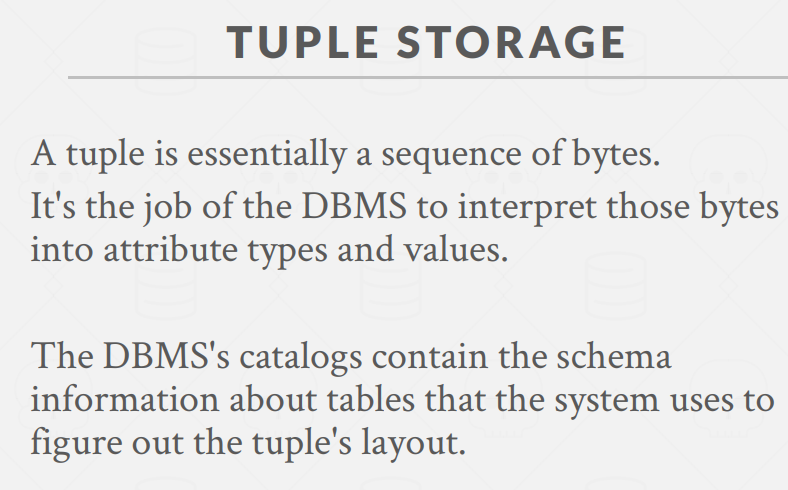 TUPLE STORAGE
A tuple is essentially a sequence of bytes.
It's the job of the DBMS to interpret those bytes
into attribute types and values.
The DBMS's catalogs contain the schema
information about tables that the system uses to
figure out the tuple's layout.